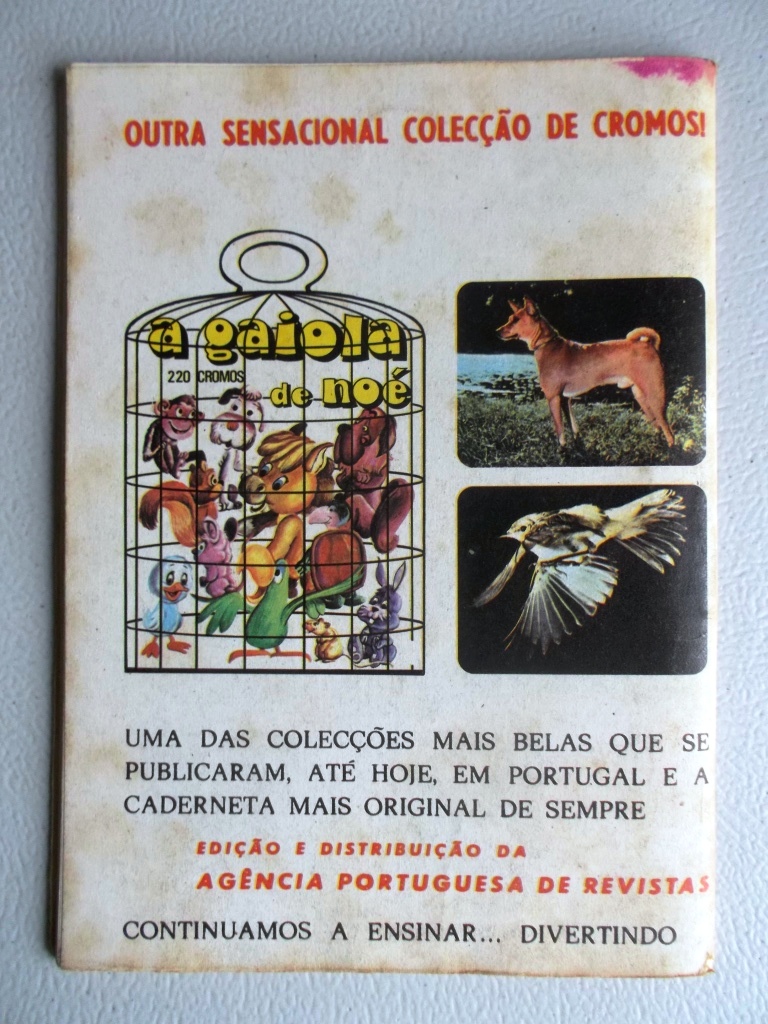 OUTRA SENSACIONAL COLECÇÃO DE CROMOS!
a gaiola
220 CROMOS
de noé
UMA DAS COLECÇÕES MAIS BELAS QUE SE
PUBLICARAM, ATÉ HOJE, EM PORTUGAL E A
CADERNETA MAIS ORIGINAL DE SEMPRE
EDIÇÃO E DISTRIBUIÇÃO DA
AGÊNCIA PORTUGUESA DE REVISTAS
CONTINUAMOS A ENSINAR... DIVERTINDO